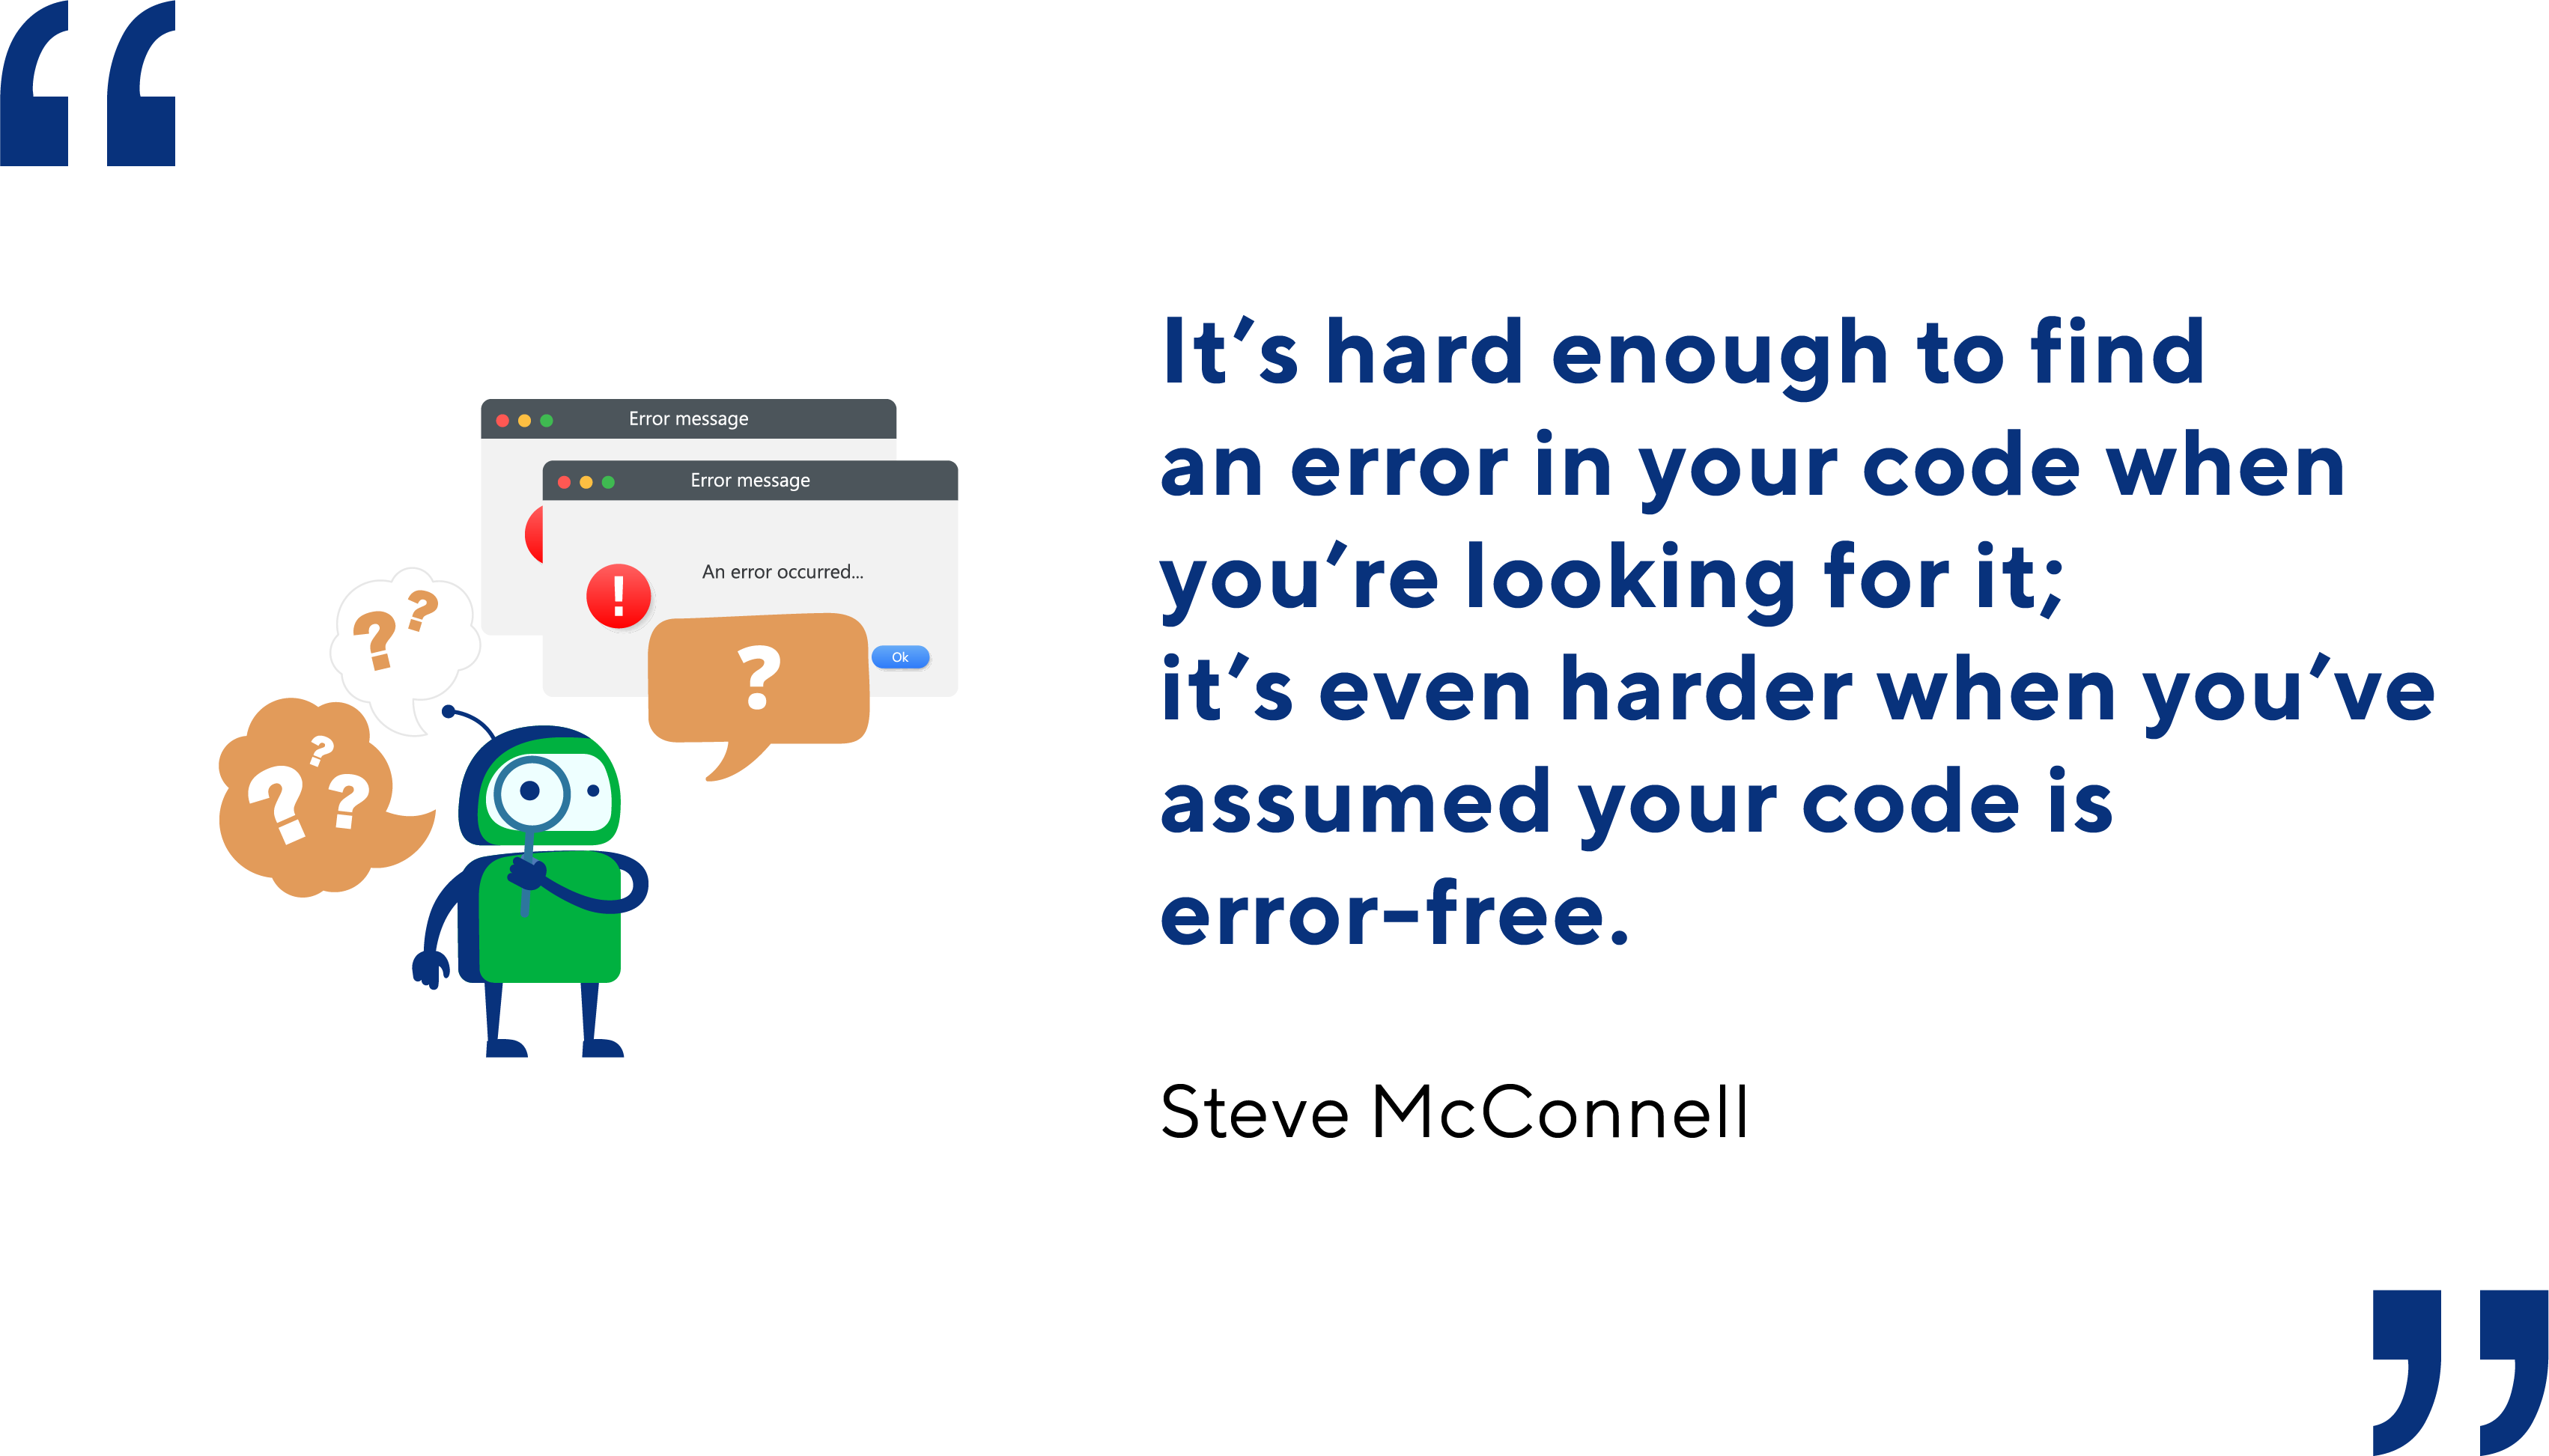 “
Error message
Error message
An error occurred...
!
? ?
?
Ok
? ? ?
It’s hard enough to find
an error in your code when
you’re looking for it;
it’s even harder when you’ve
assumed your code is
error-free.
Steve McConnell
”